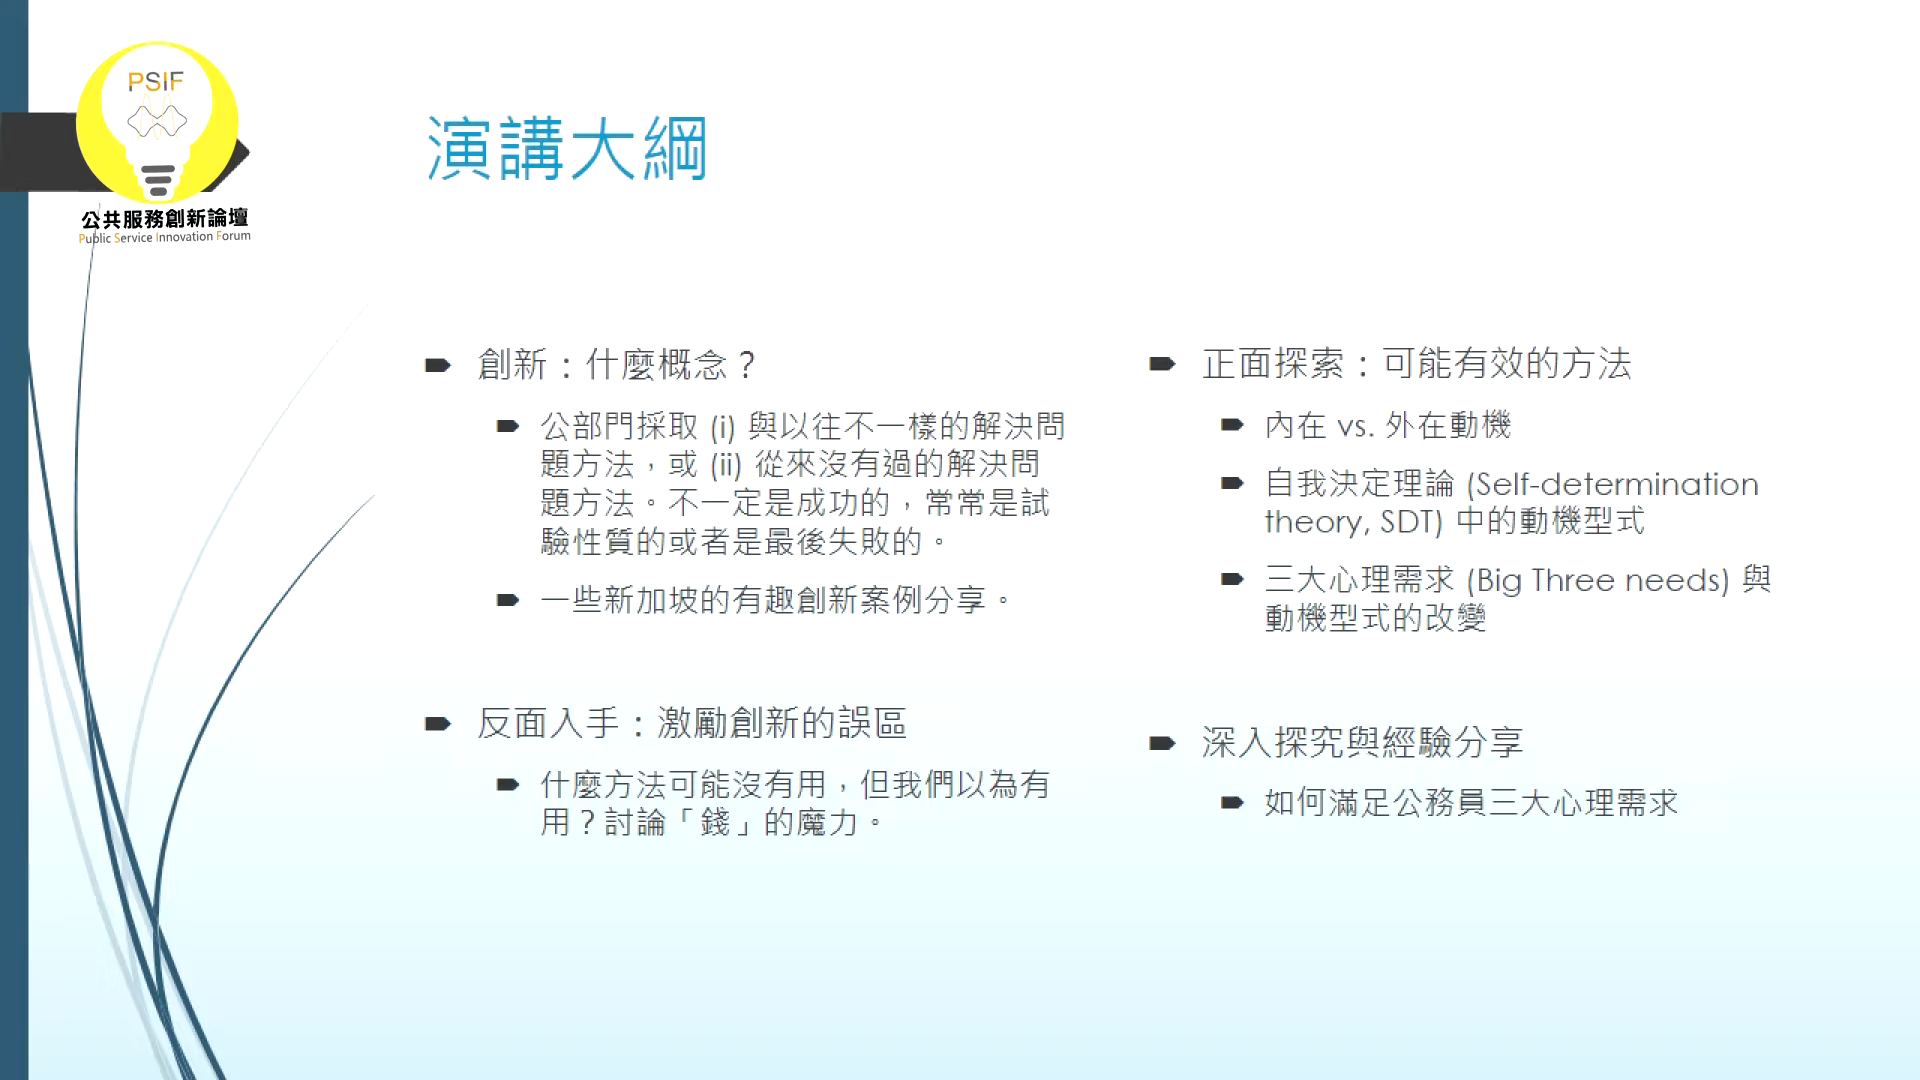 PSIF
公共服務創新論壇
Public Service Innovation Forum
演講大綱
創新：什麼概念？
公部門採取 (i) 與以往不一樣的解決問
題方法，或 (ii) 從來沒有過的解決問
題方法。不一定是成功的，常常是試
驗性質的或者是最後失敗的。
一些新加坡的有趣創新案例分享。
反面入手：激勵創新的誤區
什麼方法可能沒有用，但我們以為有
用？討論「錢」的魔力。
正面探索：可能有效的方法
內在 vs. 外在動機
自我決定理論 (Self-determination
theory, SDT) 中的動機型式
三大心理需求 (Big Three needs) 與
動機型式的改變
深入探究與經驗分享
如何滿足公務員三大心理需求